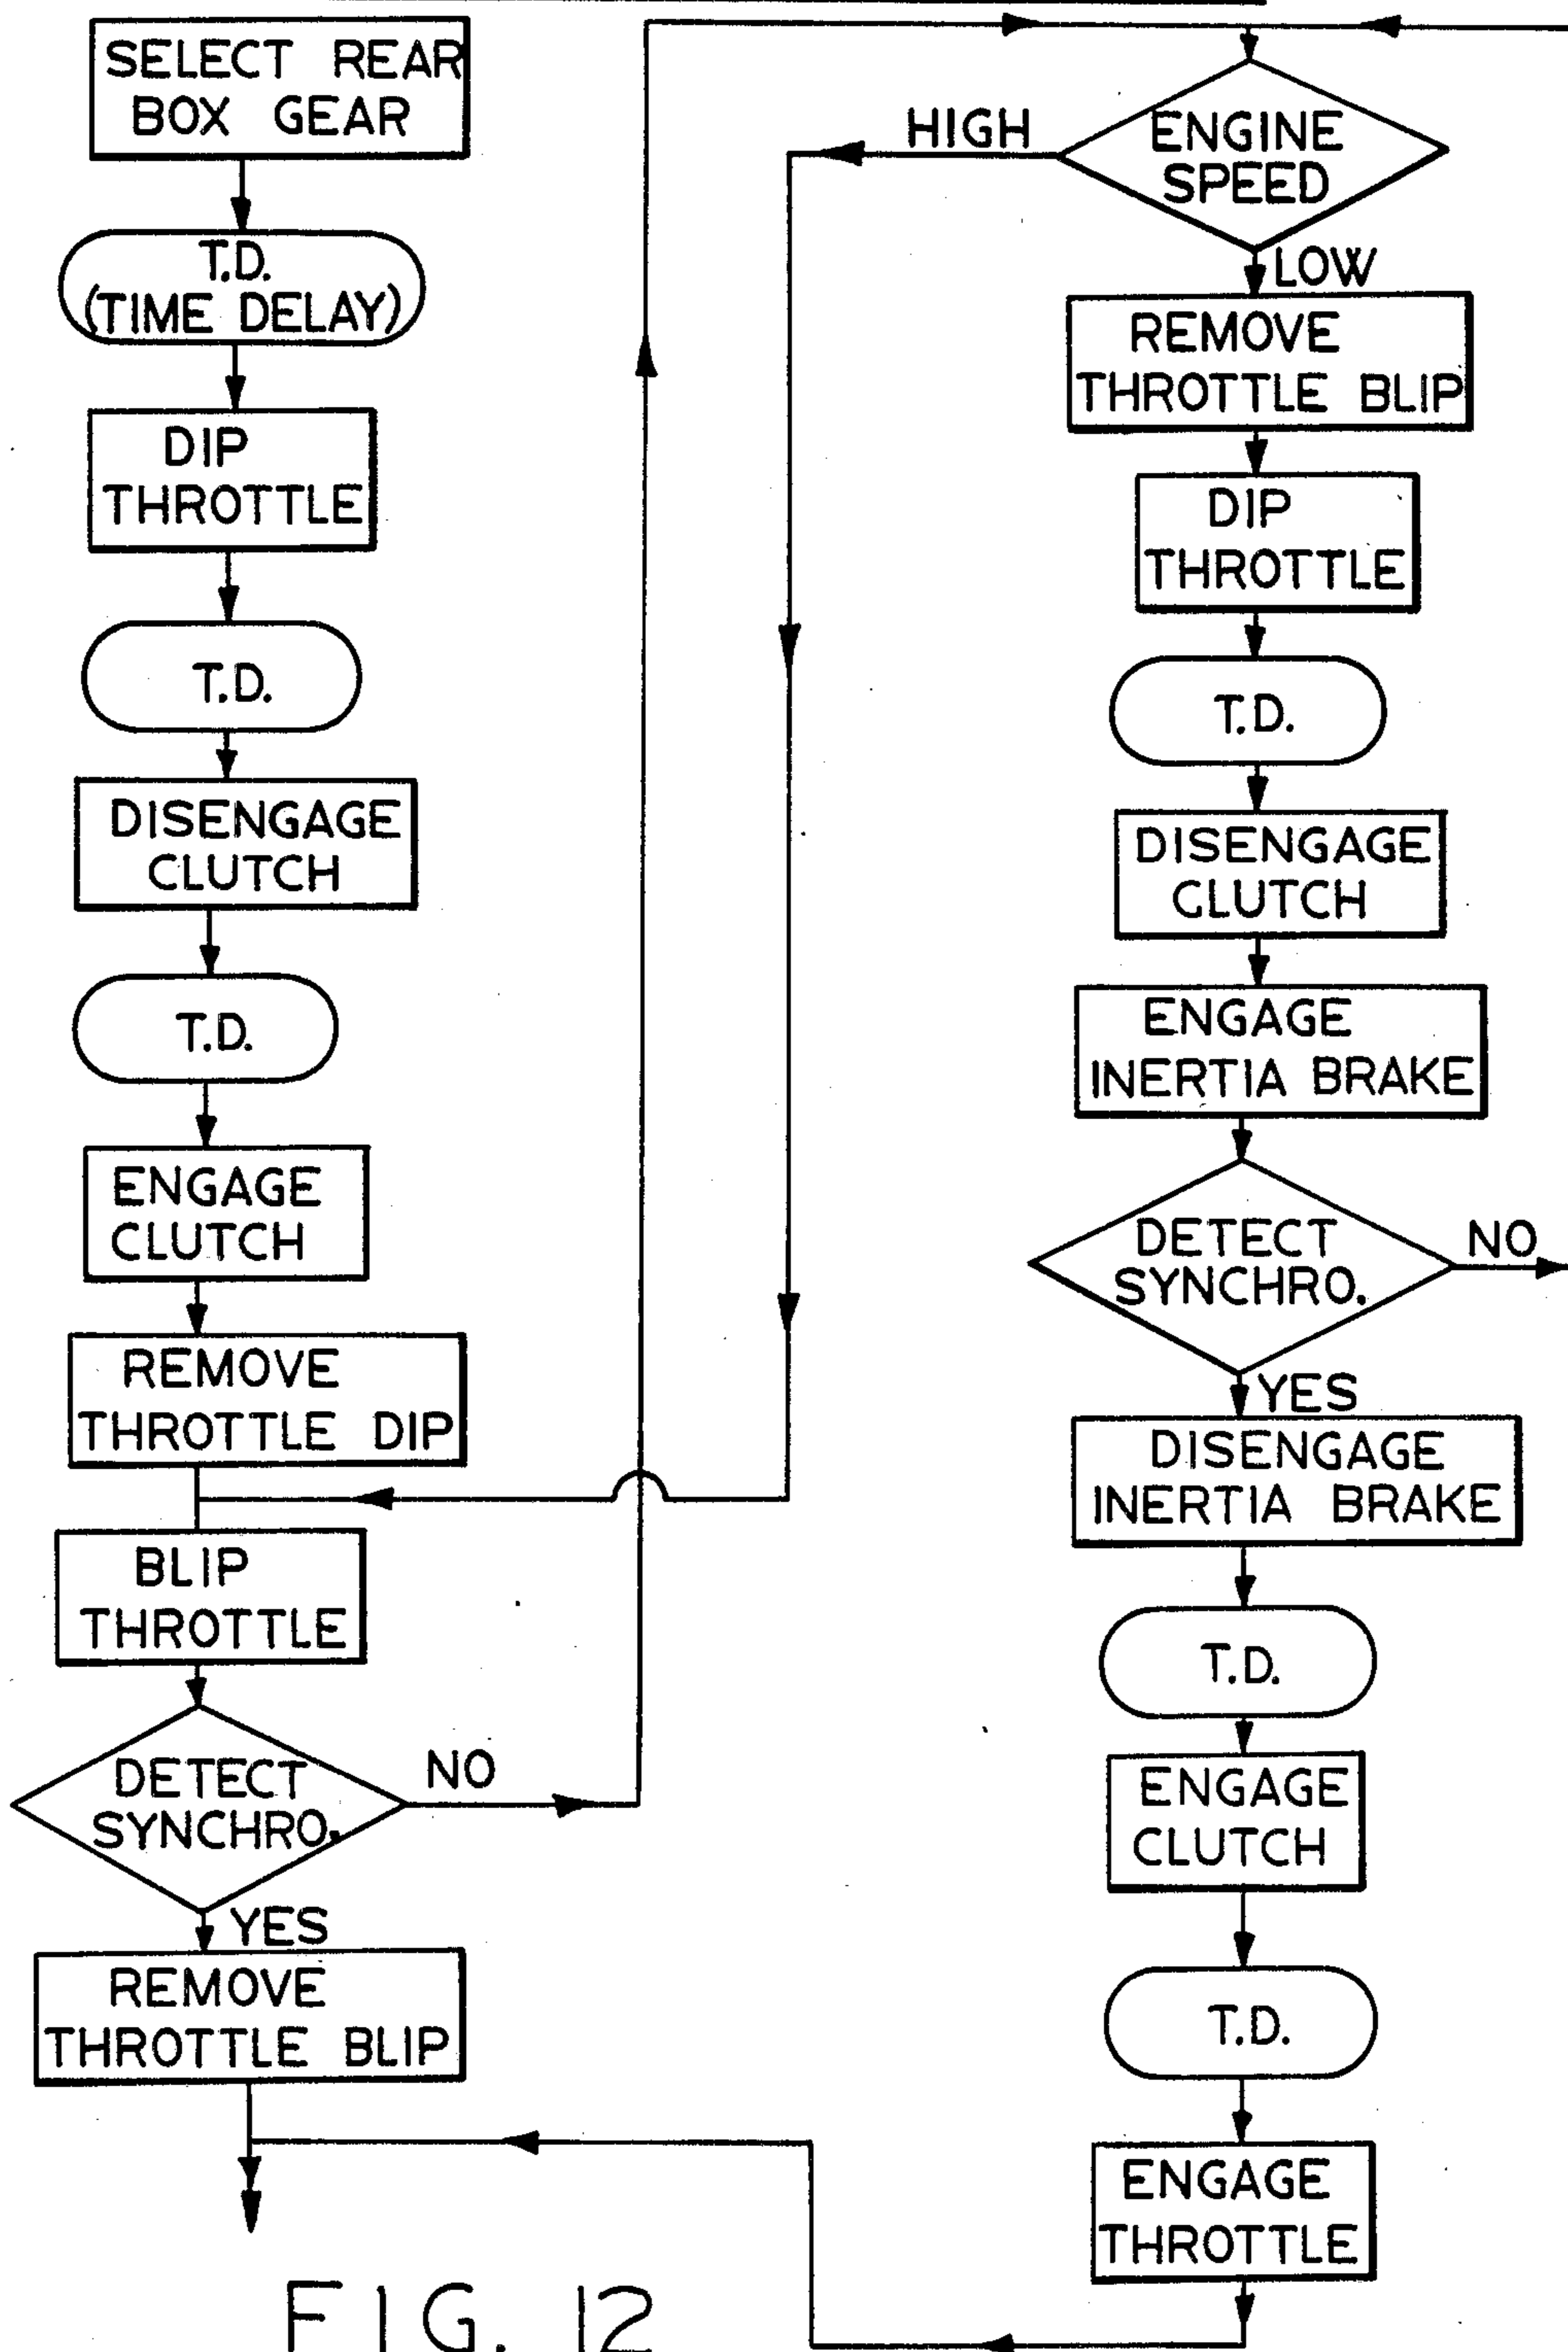 SELECT REAR
BOX GEAR
T.D.
(TIME DELAY)
DIP
THROTTLE
T.D.
DISENGAGE
CLUTCH
T.D.
ENGAGE
CLUTCH
REMOVE
THROTTLE DIP
BLIP
THROTTLE
DETECT
SYNCHRO.
NO
YES
REMOVE
THROTTLE BLIP
HIGH
ENGINE
SPEED
LOW
REMOVE
THROTTLE BLIP
DIP
THROTTLE
T.D.
DISENGAGE
CLUTCH
ENGAGE
INERTIA BRAKE
DETECT
SYNCHRO.
NO
YES
DISENGAGE
INERTIA BRAKE
T.D.
ENGAGE
CLUTCH
T.D.
ENGAGE
THROTTLE
FIG. 12